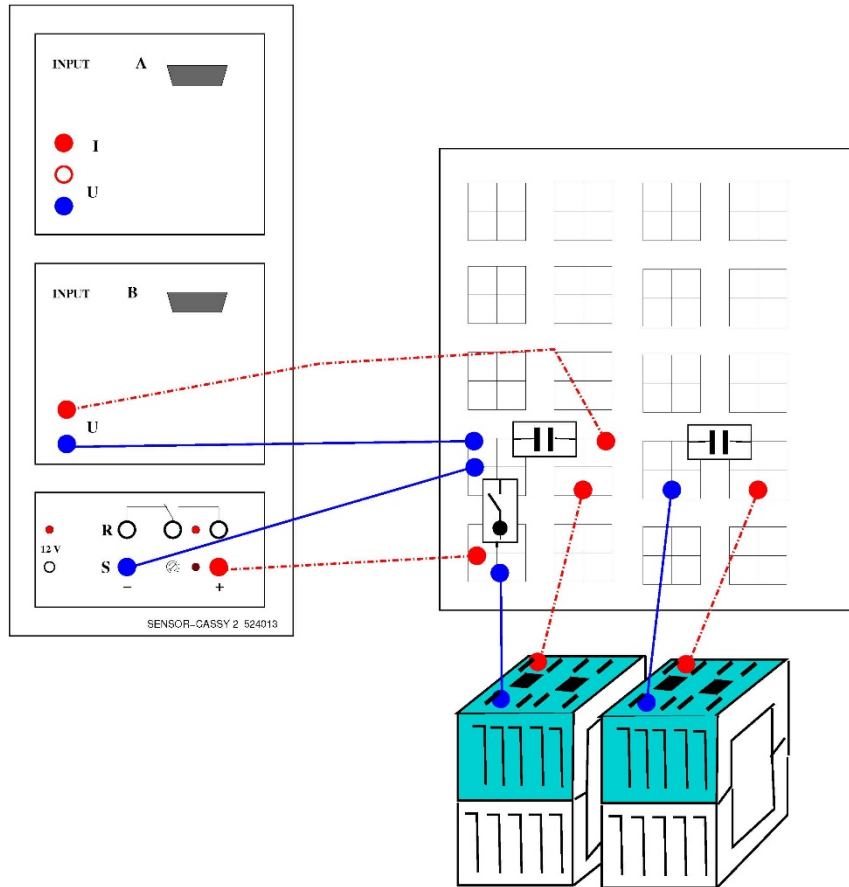 INPUT A
I
U
INPUT B
U
R
12 V
S
− +
SENSOR-CASSY 2 524013